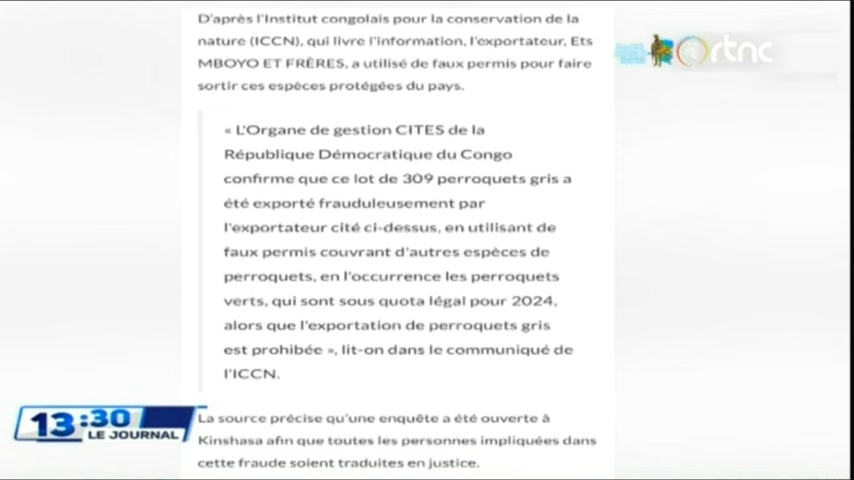 D'après l'Institut congolais pour la conservation de la
nature (ICCN), qui livre l'information, l'exportateur, Ets
MBOYO ET FRÈRES, a utilisé de faux permis pour faire
sortir ces espèces protégées du pays.
rtnc
« L'Organe de gestion CITES de la
République Démocratique du Congo
confirme que ce lot de 309 perroquets gris a
été exporté frauduleusement par
l'exportateur cité ci-dessus, en utilisant de
faux permis couvrant d'autres espèces de
perroquets, en l'occurrence les perroquets
verts, qui sont sous quota légal pour 2024,
alors que l'exportation de perroquets gris
est prohibée », lit-on dans le communiqué de
l'ICCN.
13:30
LE JOURNAL
La source précise qu'une enquête a été ouverte à
Kinshasa afin que toutes les personnes impliquées dans
cette fraude soient traduites en justice.